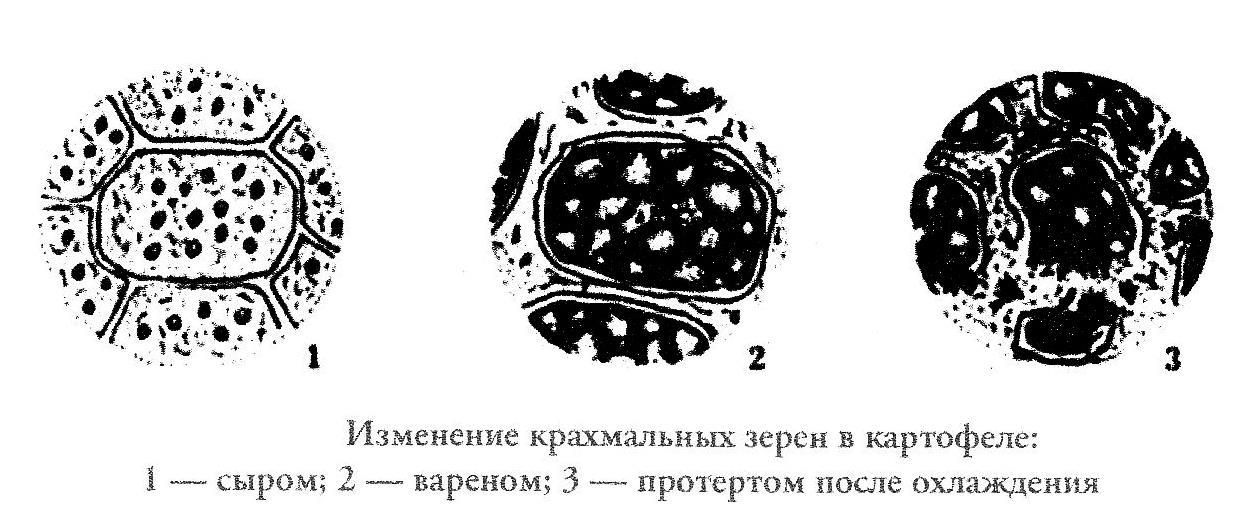 1
2
3
Изменение крахмальных зерен в картофеле:
1 — сыром; 2 — вареном; 3 — протертом после охлаждения